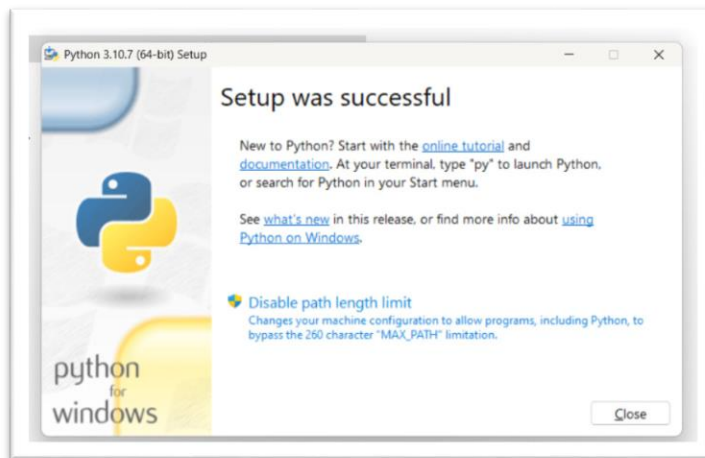 Python 3.10.7 (64-bit) Setup
Setup was successful
New to Python? Start with the online tutorial and
documentation. At your terminal, type "py" to launch Python,
or search for Python in your Start menu.
See what's new in this release, or find more info about using
Python on Windows.
Disable path length limit
Changes your machine configuration to allow programs, including Python, to
bypass the 260 character "MAX_PATH" limitation.
python
for
windows
Close